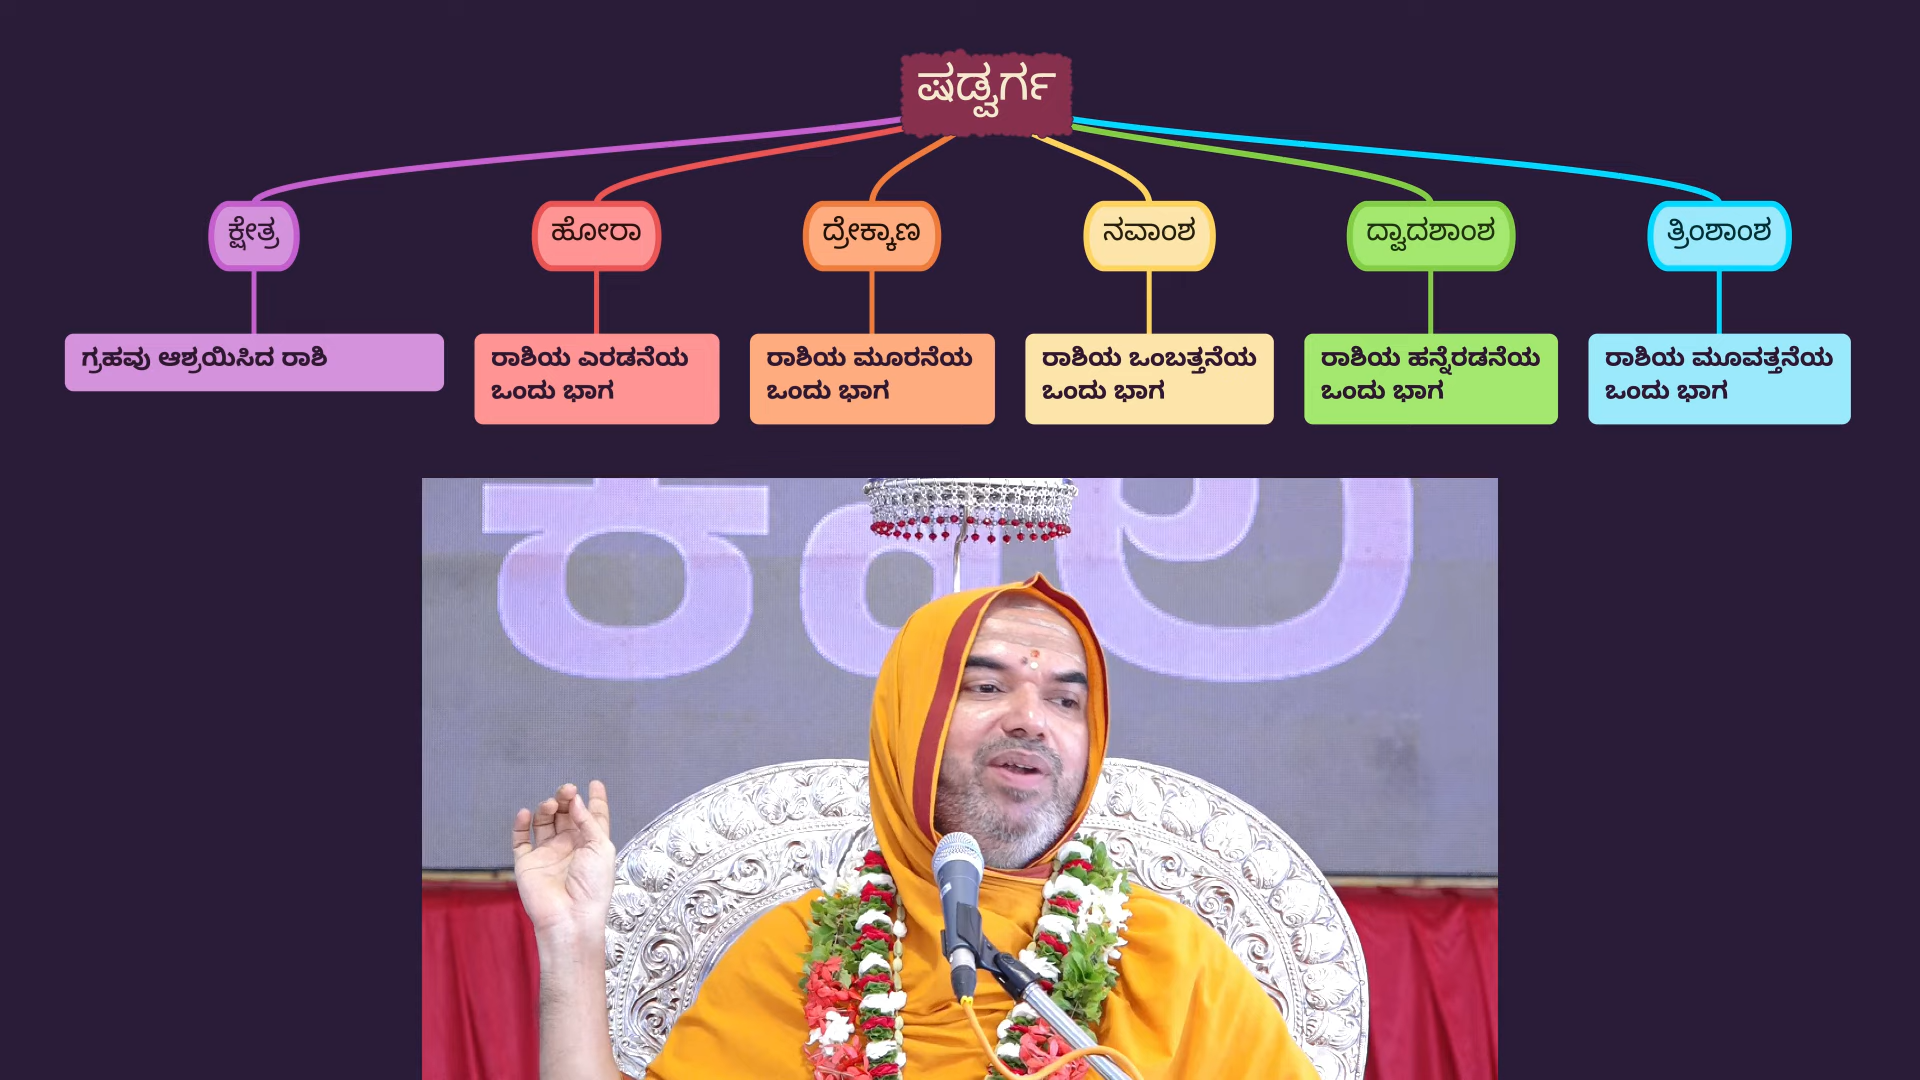 ಷಡ್ವರ್ಗ
ಕ್ಷೇತ್ರ
ಹೋರಾ
ದ್ರೇಕ್ಕಾಣ
ನವಾಂಶ
ದ್ವಾದಶಾಂಶ
ತ್ರಿಂಶಾಂಶ
ಗ್ರಹವು ಆಶ್ರಯಿಸಿದ ರಾಶಿ
ರಾಶಿಯ ಎರಡನೆಯ
ಒಂದು ಭಾಗ
ರಾಶಿಯ ಮೂರನೆಯ
ಒಂದು ಭಾಗ
ರಾಶಿಯ ಒಂಬತ್ತನೆಯ
ಒಂದು ಭಾಗ
ರಾಶಿಯ ಹನ್ನೆರಡನೆಯ
ಒಂದು ಭಾಗ
ರಾಶಿಯ ಮೂವತ್ತನೆಯ
ಒಂದು ಭಾಗ